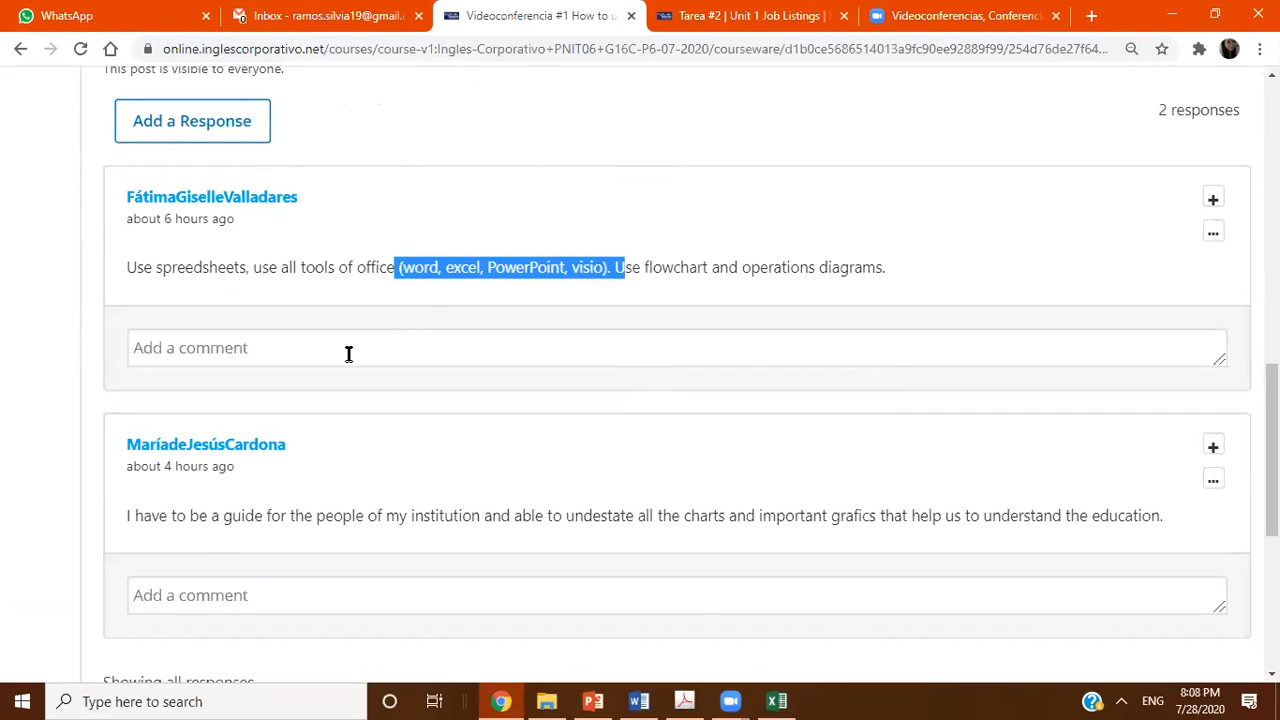 WhatsApp
Inbox - ramos.silvia19@gmail.
Videoconferencia #1 How to u
Tarea #2 | Unit 1 Job Listings |
Videoconferencias, Conferenci
online.inglescorporativo.net/courses/course-v1:Ingles-Corporativo+PNIT06+G16C-P6-07-2020/courseware/d1b0ce5686514013a9fc90ee92889f99/254d76de27f64...
This post is visible to everyone.
Add a Response
2 responses
FátimaGiselleValladares
about 6 hours ago
Use spreedsheets, use all tools of office (word, excel, PowerPoint, visio). Use flowchart and operations diagrams.
Add a comment
MaríadeJesúsCardona
about 4 hours ago
I have to be a guide for the people of my institution and able to undestate all the charts and important grafics that help us to understand the education.
Add a comment
Showing all responses
Type here to search
ENG
8:08 PM
7/28/2020